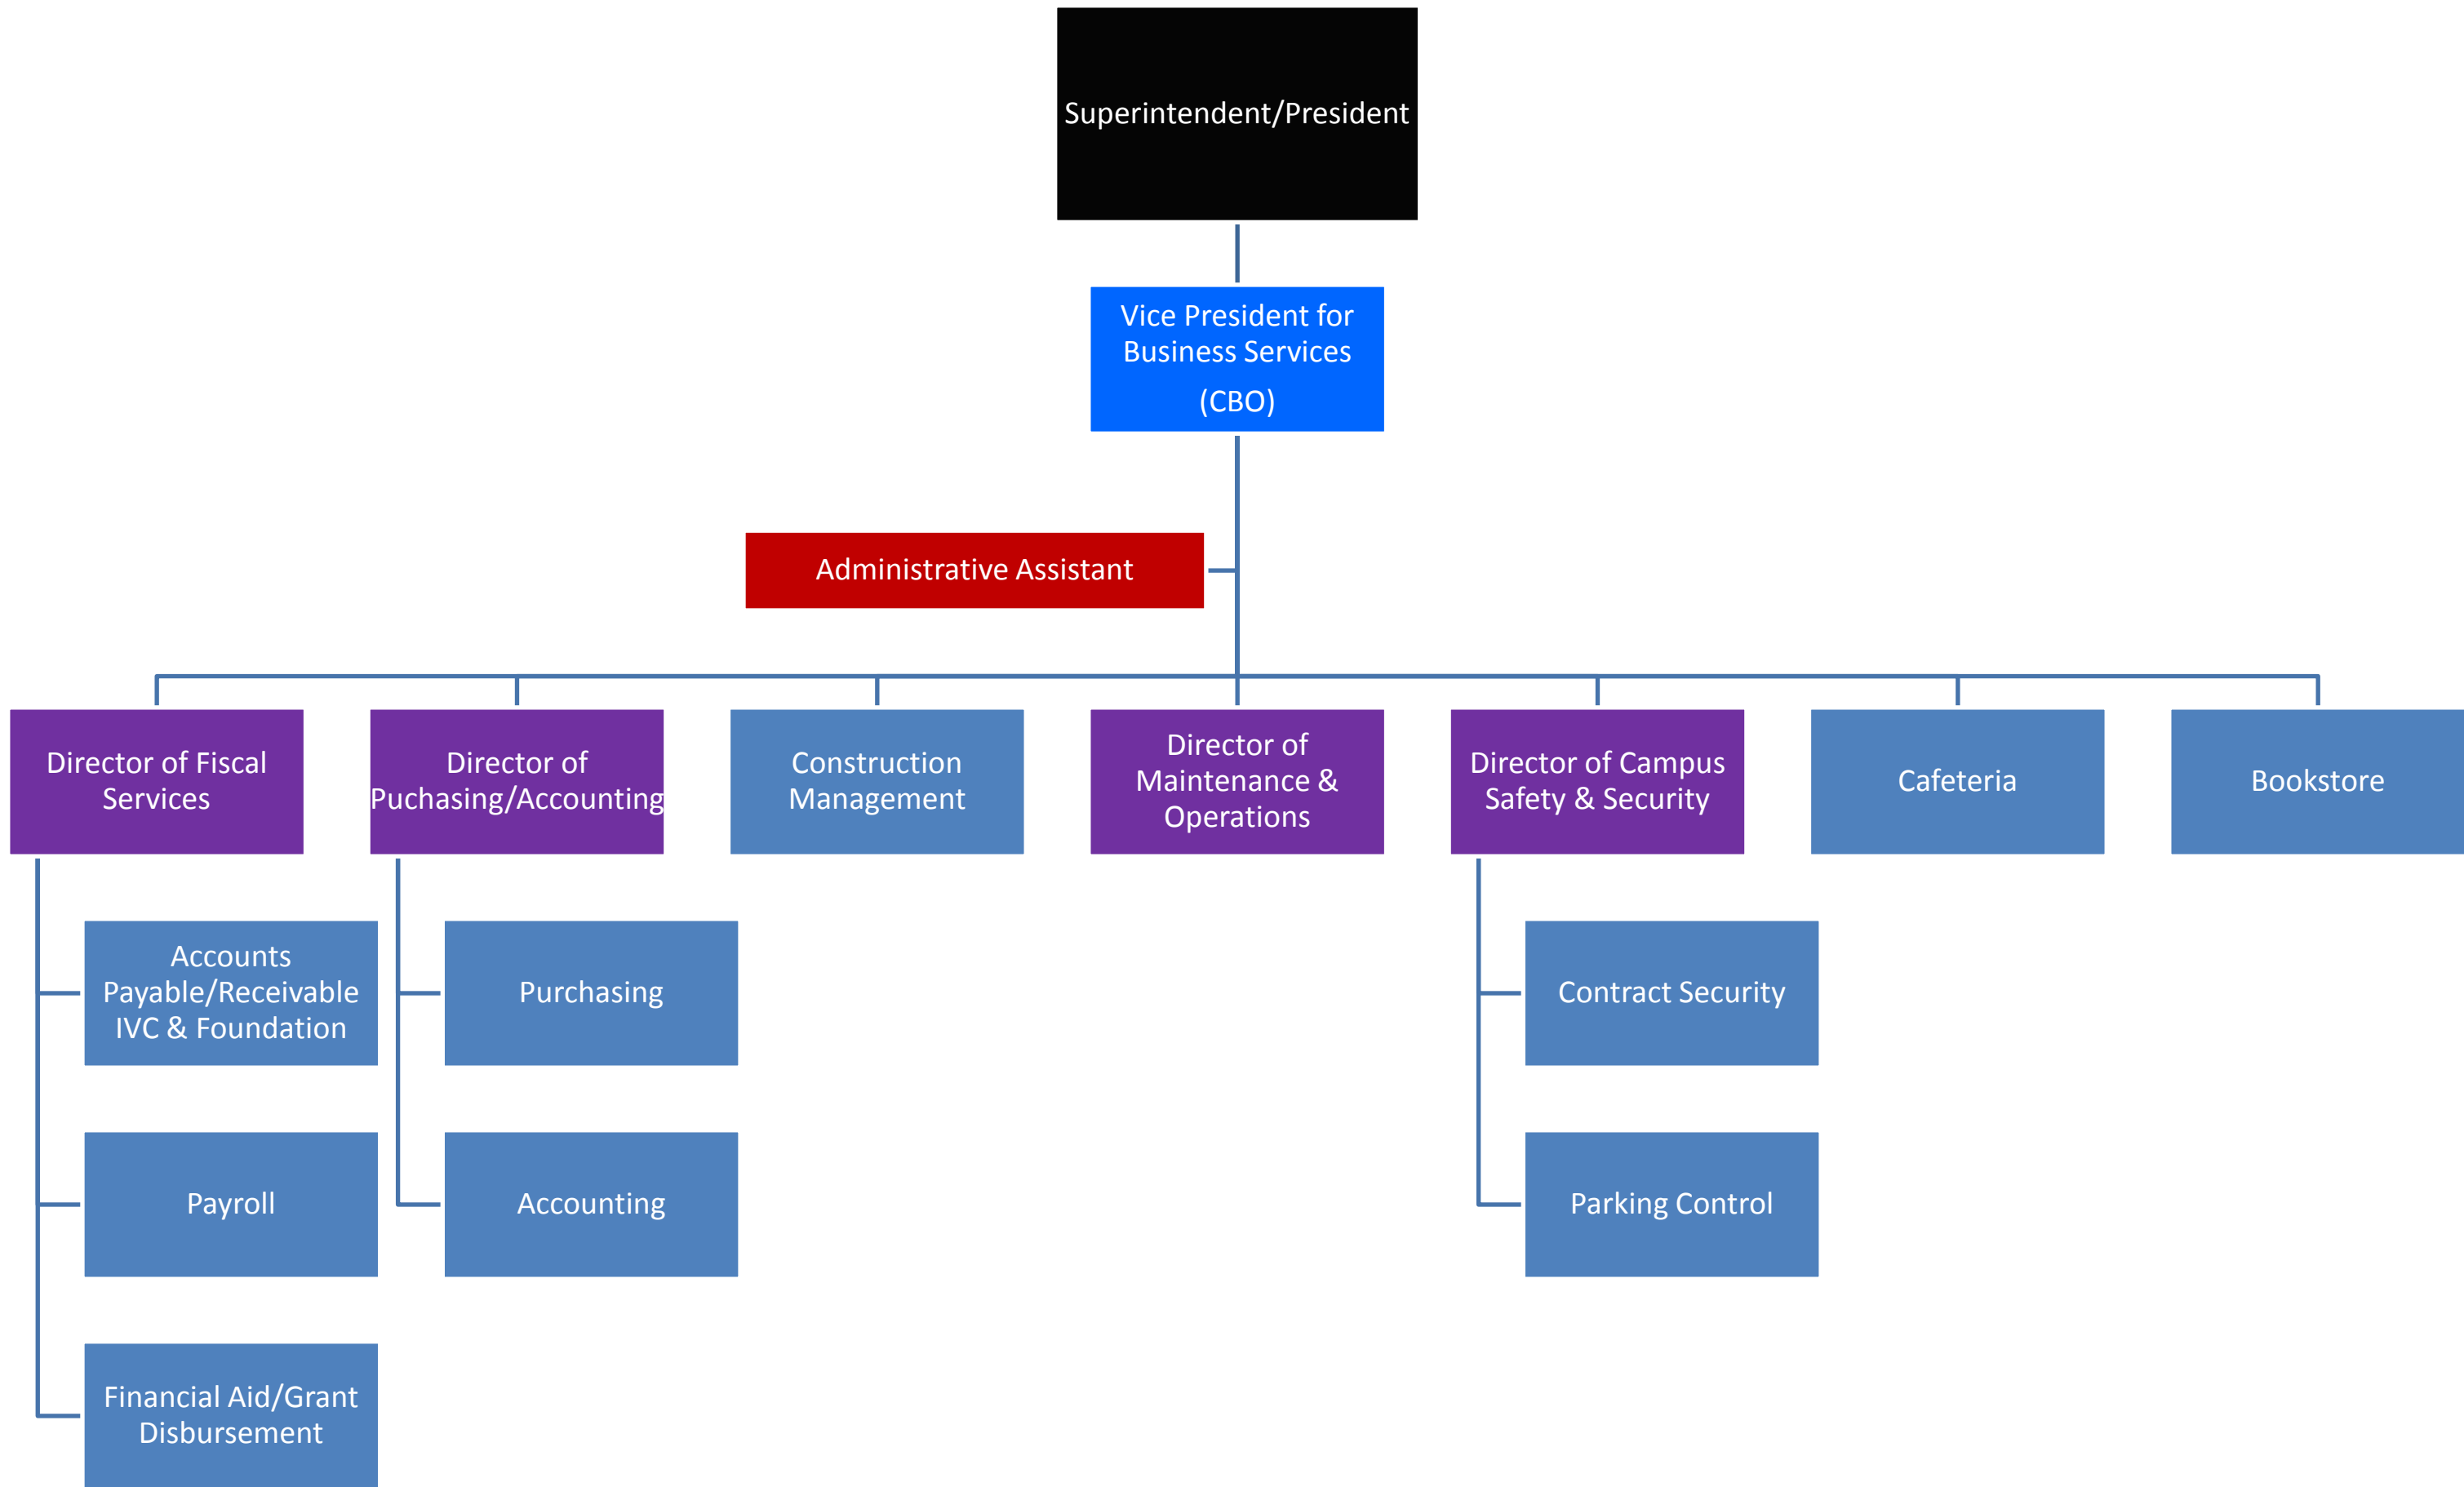 Superintendent/President
Vice President for
Business Services
(CBO)
Administrative Assistant
Director of Fiscal
Services
Director of
Puchasing/Accounting
Construction
Management
Director of
Maintenance &
Operations
Director of Campus
Safety & Security
Cafeteria
Bookstore
Accounts
Payable/Receivable
IVC & Foundation
Purchasing
Contract Security
Payroll
Accounting
Parking Control
Financial Aid/Grant
Disbursement